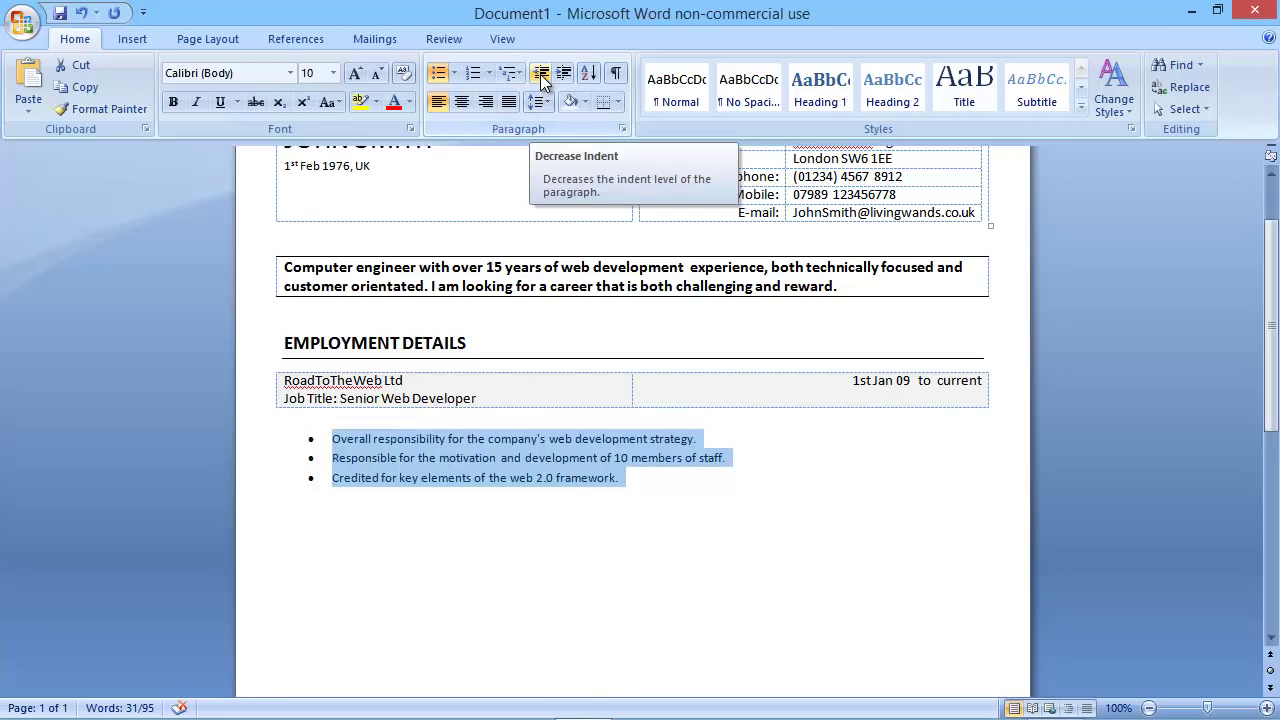 Document1 - Microsoft Word non-commercial use
Home Insert Page Layout References Mailings Review View
Paste
Cut
Copy
Format Painter
Clipboard
Calibri (Body) 10
Font
Paragraph
AaBbCcDc AaBbCcDc AaBbCc AaBbCc AaB AaBbCc.
¶ Normal ¶ No Spaci... Heading 1 Heading 2 Title Subtitle
Change Styles
Styles
Find
Replace
Select
Editing
Decrease Indent
Decreases the indent level of the
paragraph.
JOHN SMITH
1st Feb 1976, UK
London SW6 1EE
phone: (01234) 4567 8912
Mobile: 07989 123456778
E-mail: JohnSmith@livingwands.co.uk
Computer engineer with over 15 years of web development experience, both technically focused and
customer orientated. I am looking for a career that is both challenging and reward.
EMPLOYMENT DETAILS
RoadToTheWeb Ltd 1st Jan 09 to current
Job Title: Senior Web Developer
• Overall responsibility for the company's web development strategy.
• Responsible for the motivation and development of 10 members of staff.
• Credited for key elements of the web 2.0 framework.
Page: 1 of 1 Words: 31/95 100%